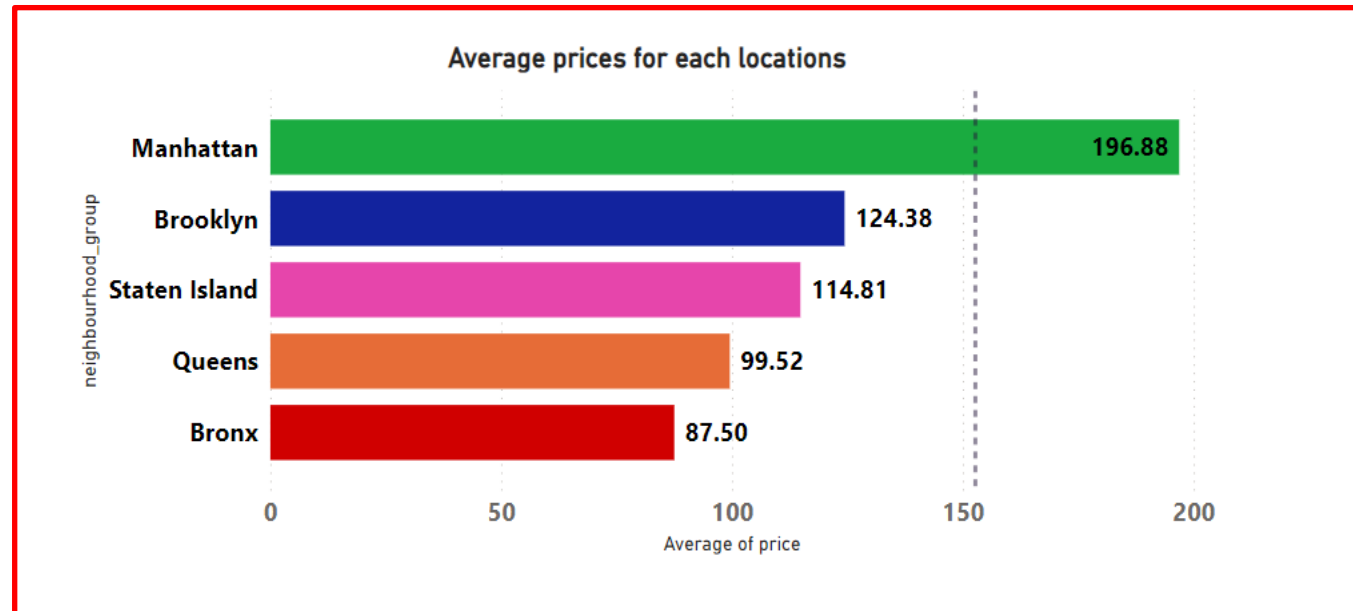 Average prices for each locations
neighbourhood_group
Manhattan 196.88
Brooklyn 124.38
Staten Island 114.81
Queens 99.52
Bronx 87.50
0 50 100 150 200
Average of price